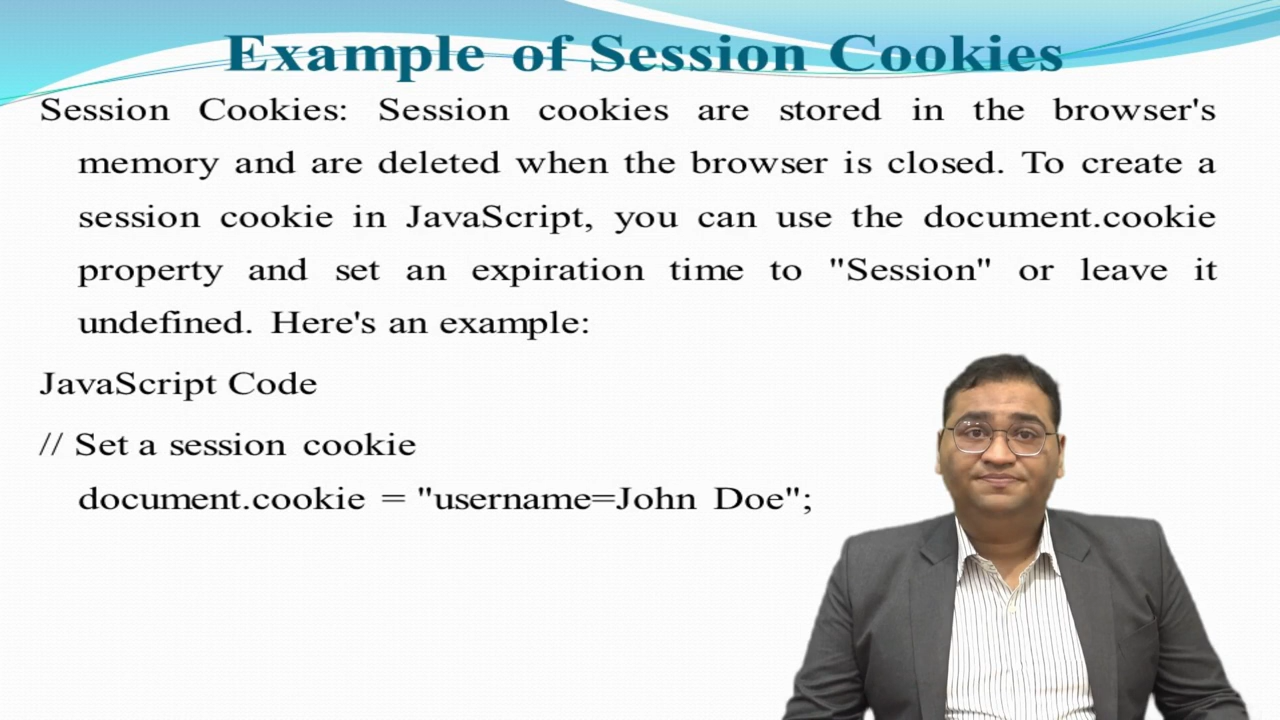 Example of Session Cookies
Session Cookies: Session cookies are stored in the browser's
memory and are deleted when the browser is closed. To create a
session cookie in JavaScript, you can use the document.cookie
property and set an expiration time to "Session" or leave it
undefined. Here's an example:
JavaScript Code
// Set a session cookie
document.cookie = "username=John Doe";